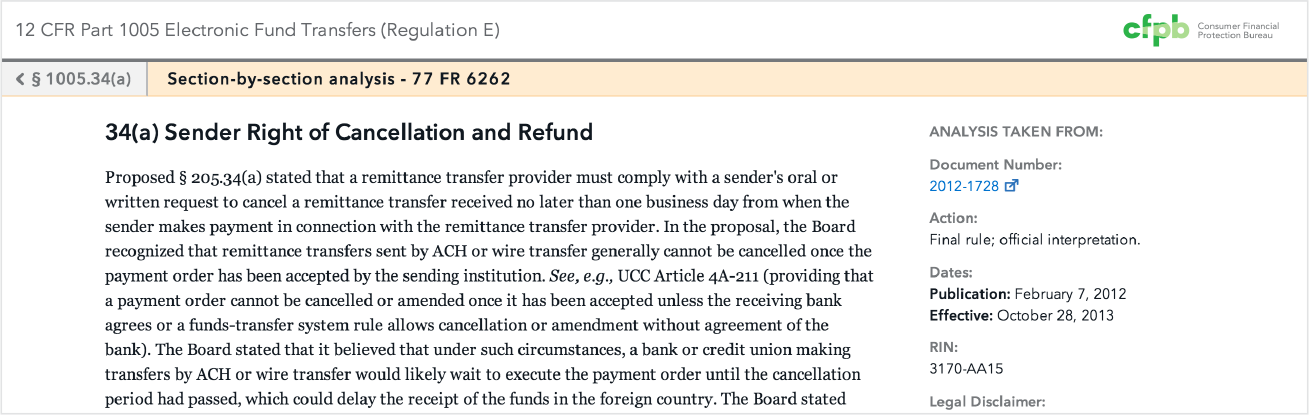 12 CFR Part 1005 Electronic Fund Transfers (Regulation E)
cfpb Consumer Financial
Protection Bureau
§ 1005.34(a)
Section-by-section analysis - 77 FR 6262
34(a) Sender Right of Cancellation and Refund
Proposed § 205.34(a) stated that a remittance transfer provider must comply with a sender's oral or
written request to cancel a remittance transfer received no later than one business day from when the
sender makes payment in connection with the remittance transfer provider. In the proposal, the Board
recognized that remittance transfers sent by ACH or wire transfer generally cannot be cancelled once the
payment order has been accepted by the sending institution. See, e.g., UCC Article 4A-211 (providing that
a payment order cannot be cancelled or amended once it has been accepted unless the receiving bank
agrees or a funds-transfer system rule allows cancellation or amendment without agreement of the
bank). The Board stated that it believed that under such circumstances, a bank or credit union making
transfers by ACH or wire transfer would likely wait to execute the payment order until the cancellation
period had passed, which could delay the receipt of the funds in the foreign country. The Board stated
ANALYSIS TAKEN FROM:
Document Number:
2012-1728
Action:
Final rule; official interpretation.
Dates:
Publication: February 7, 2012
Effective: October 28, 2013
RIN:
3170-AA15
Legal Disclaimer: